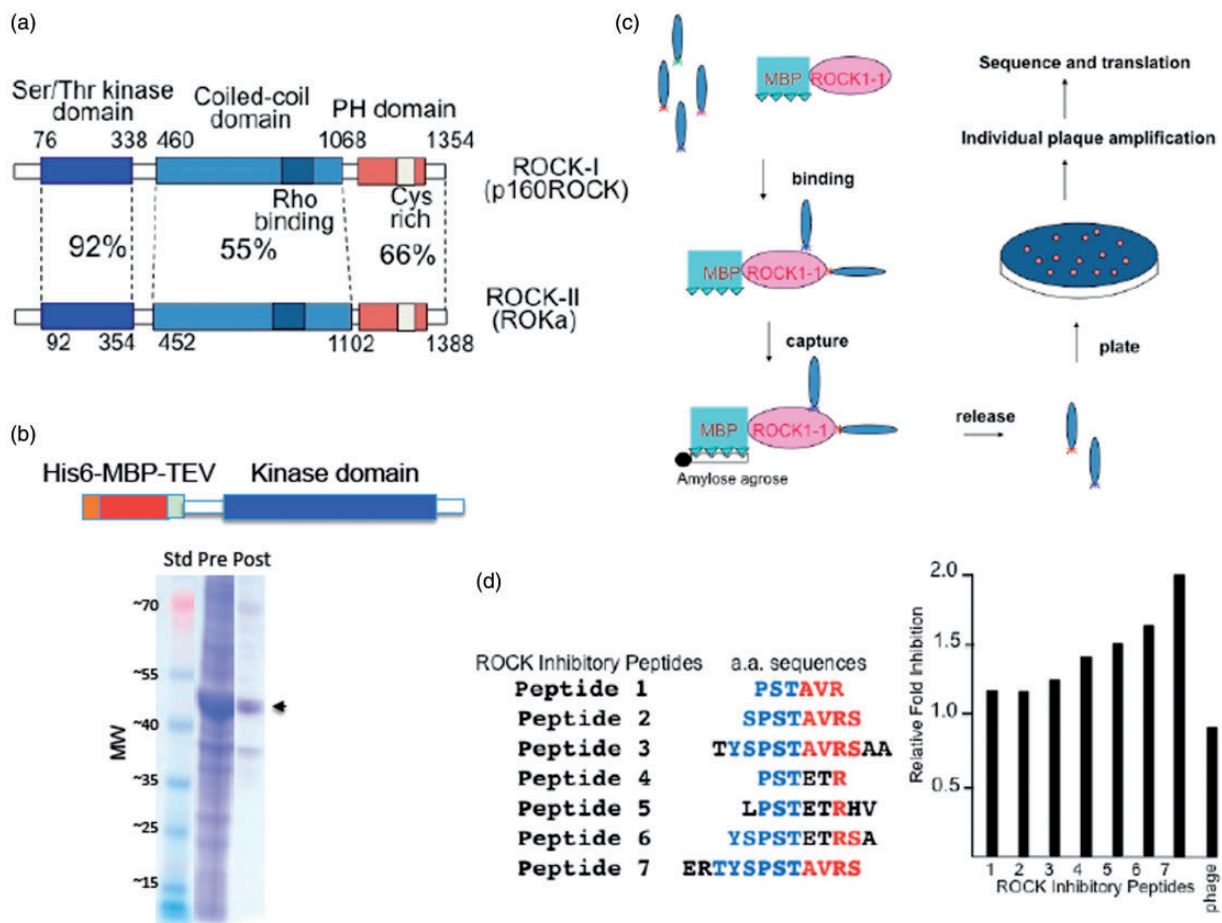 (a)
Ser/Thr kinase
domain
Coiled-coil
domain
PH domain
76 338 460 1068 1354
ROCK-I
(p160ROCK)
Rho
binding
Cys
rich
92% 55% 66%
ROCK-II
(ROKa)
92 354 452 1102 1388
(b)
His6-MBP-TEV Kinase domain
Std Pre Post
MW
~70
~55
~40
~35
~25
~15
(c)
MBP ROCK1-1
binding
MBP ROCK1-1
capture
MBP ROCK1-1
Amylose agrose
release
plate
Individual plaque amplification
Sequence and translation
(d)
ROCK Inhibitory Peptides a.a. sequences
Peptide 1 PSTAVR
Peptide 2 SPSTAVRS
Peptide 3 TYSPSTAVRSAA
Peptide 4 PSTETR
Peptide 5 LPSTETRHV
Peptide 6 YSPSTETRSA
Peptide 7 ERTYSPSTAVRS
Relative Fold Inhibition
2.0
1.5
1.0
0.5
1 2 3 4 5 6 7 phage
ROCK Inhibitory Peptides